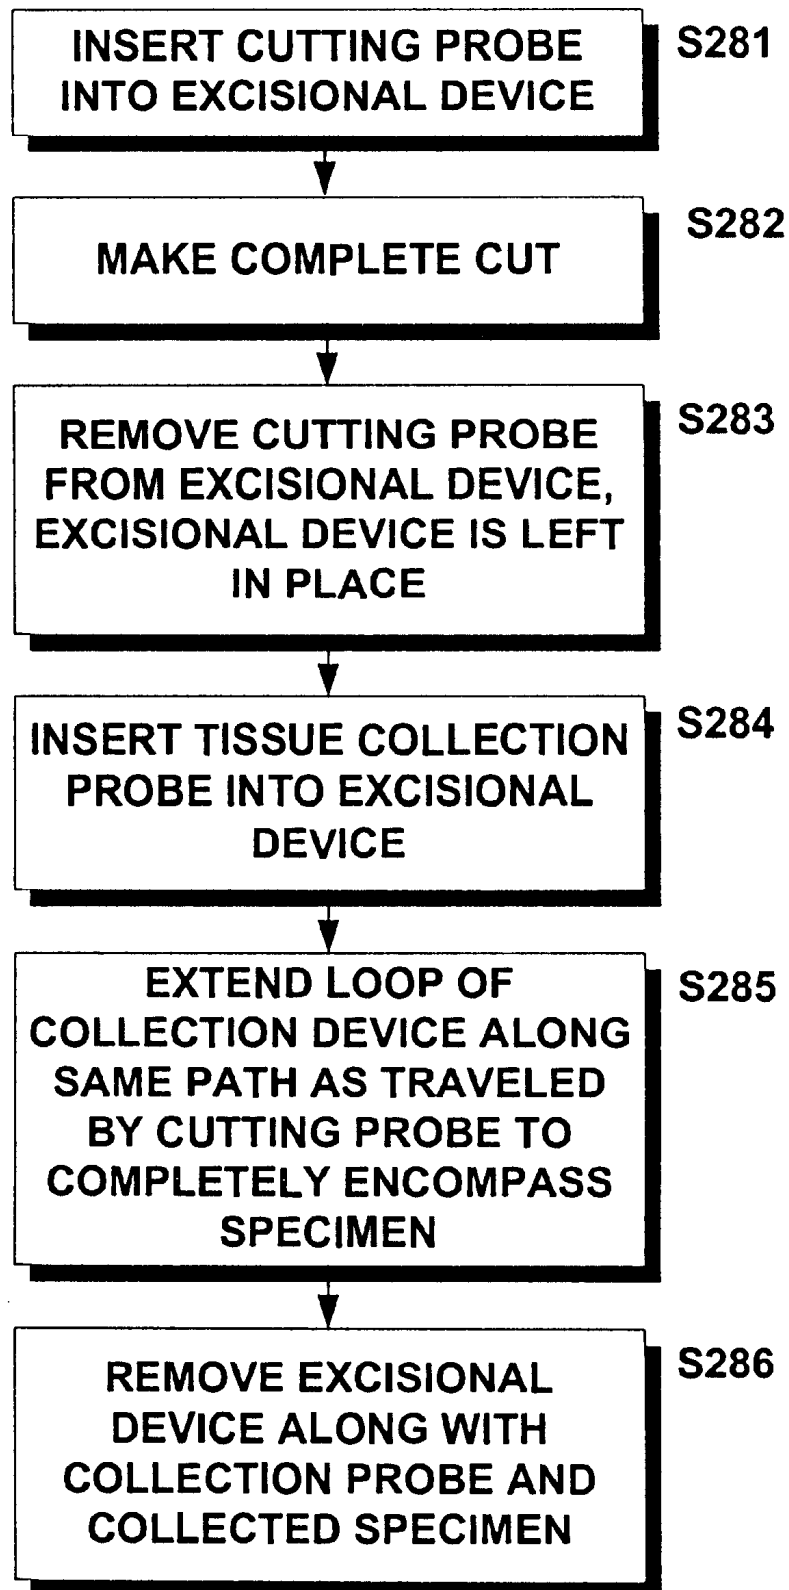 INSERT CUTTING PROBE
INTO EXCISIONAL DEVICE
S281
MAKE COMPLETE CUT
S282
REMOVE CUTTING PROBE
FROM EXCISIONAL DEVICE,
EXCISIONAL DEVICE IS LEFT
IN PLACE
S283
INSERT TISSUE COLLECTION
PROBE INTO EXCISIONAL
DEVICE
S284
EXTEND LOOP OF
COLLECTION DEVICE ALONG
SAME PATH AS TRAVELED
BY CUTTING PROBE TO
COMPLETELY ENCOMPASS
SPECIMEN
S285
REMOVE EXCISIONAL
DEVICE ALONG WITH
COLLECTION PROBE AND
COLLECTED SPECIMEN
S286